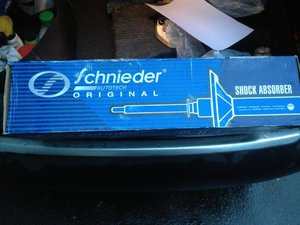 Schnieder
AUTOTECH
ORIGINAL
SHOCK ABSORBER